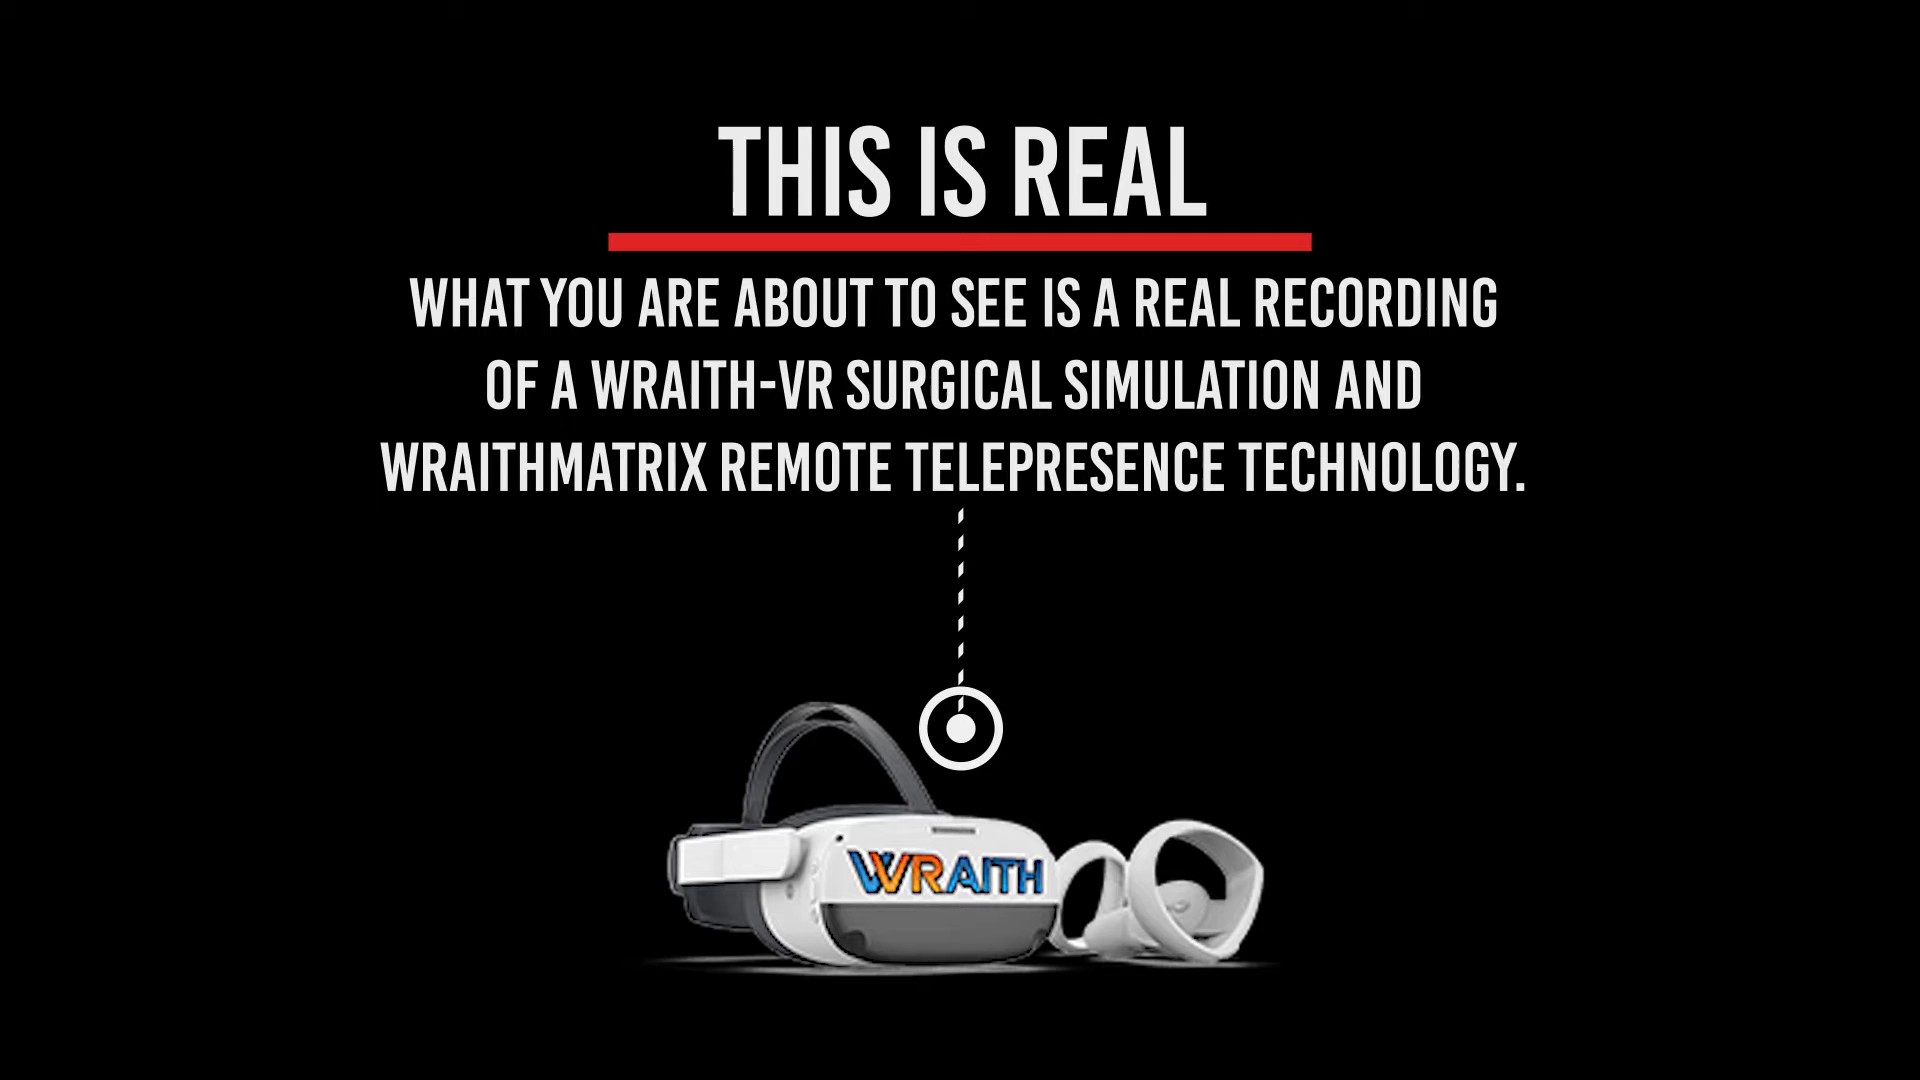 THIS IS REAL
WHAT YOU ARE ABOUT TO SEE IS A REAL RECORDING
OF A WRAITH-VR SURGICAL SIMULATION AND
WRAITHMATRIX REMOTE TELEPRESENCE TECHNOLOGY.
WRAITH